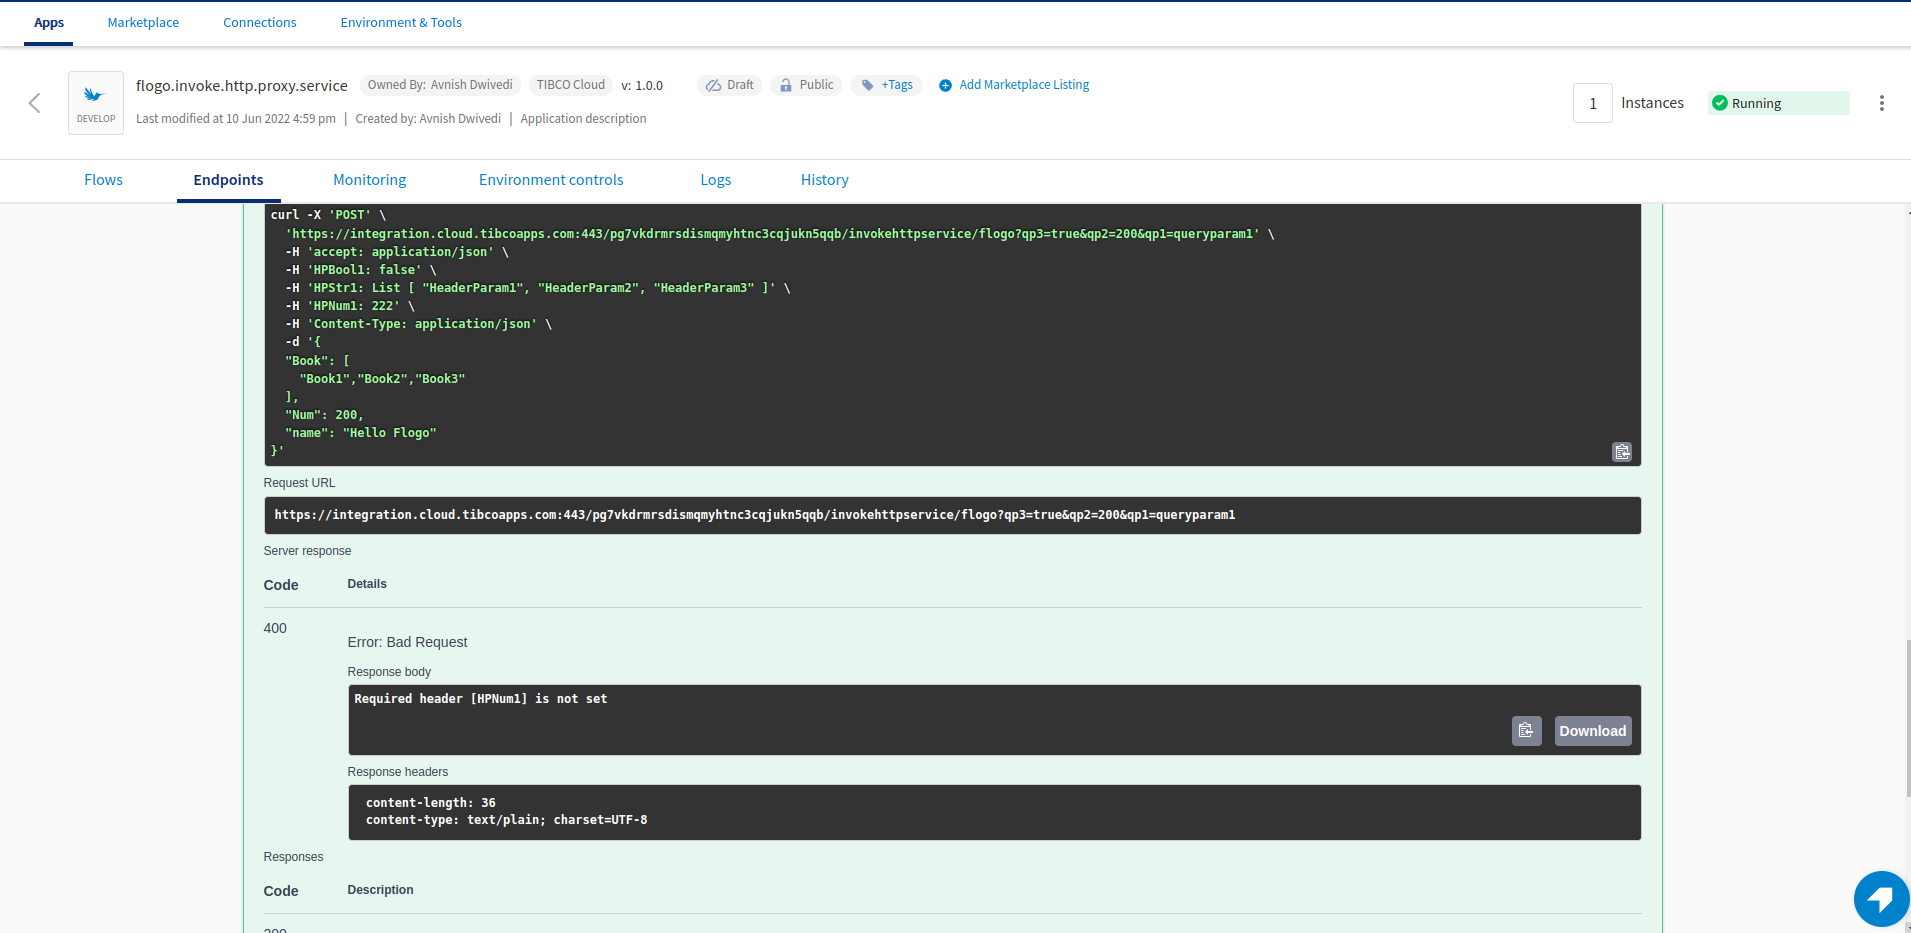 Apps Marketplace Connections Environment & Tools
flogo.invoke.http.proxy.service Owned By: Avnish Dwivedi TIBCO Cloud v: 1.0.0 Draft Public +Tags Add Marketplace Listing
DEVELOP
Last modified at 10 Jun 2022 4:59 pm | Created by: Avnish Dwivedi | Application description
1 Instances Running
Flows Endpoints Monitoring Environment controls Logs History
curl -X 'POST' \
'https://integration.cloud.tibcoapps.com:443/pg7vkdrmrsdismqmyhtnc3cqjukn5qqb/invokehttpservice/flogo?qp3=true&qp2=200&qp1=queryparam1' \
-H 'accept: application/json' \
-H 'HPBool1: false' \
-H 'HPStr1: List [ "HeaderParam1", "HeaderParam2", "HeaderParam3" ]' \
-H 'HPNum1: 222' \
-H 'Content-Type: application/json' \
-d '{
"Book": [
"Book1","Book2","Book3"
],
"Num": 200,
"name": "Hello Flogo"
}'
Request URL
https://integration.cloud.tibcoapps.com:443/pg7vkdrmrsdismqmyhtnc3cqjukn5qqb/invokehttpservice/flogo?qp3=true&qp2=200&qp1=queryparam1
Server response
Code Details
400
Error: Bad Request
Response body
Required header [HPNum1] is not set
Download
Response headers
content-length: 36
content-type: text/plain; charset=UTF-8
Responses
Code Description